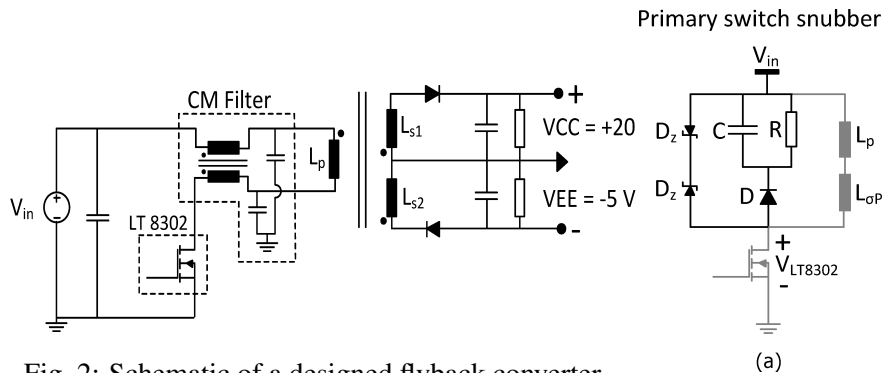 Primary switch snubber
V_in
CM Filter
L_p
L_s1
L_s2
+
VCC = +20
VEE = -5 V
-
V_in
+
-
LT 8302
D_z
C
R
L_p
D_z
D
L_σP
+
V_LT8302
-
(a)
Fig. 2: Schematic of a designed flyback converter